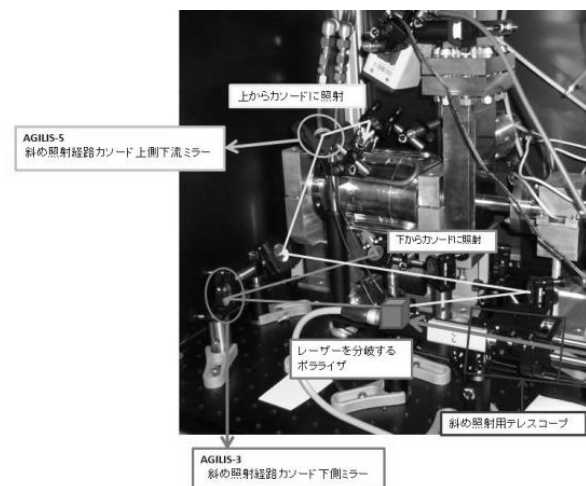 上からカソードに照射
AGILIS-5
斜め照射経路カソード上側下流ミラー
下からカソードに照射
レーザーを分岐する
ポラライザ
斜め照射用テレスコープ
AGILIS-3
斜め照射経路カソード下側ミラー